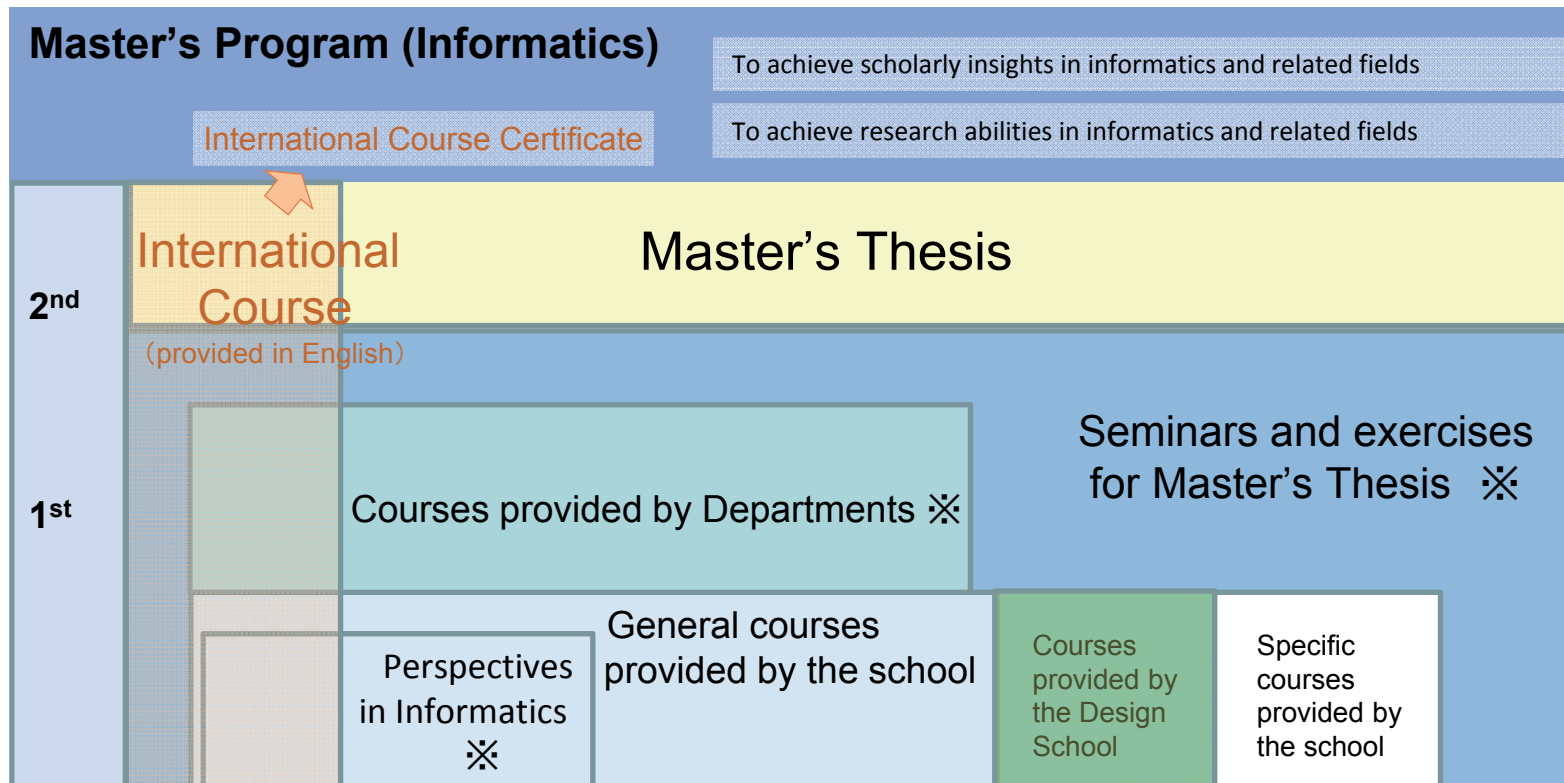 Master’s Program (Informatics)
To achieve scholarly insights in informatics and related fields
To achieve research abilities in informatics and related fields
International Course Certificate
2nd
International
Course
（provided in English）
Master’s Thesis
1st
Courses provided by Departments ※
Seminars and exercises
for Master’s Thesis ※
Perspectives
in Informatics
※
General courses
provided by the school
Courses
provided by
the Design
School
Specific
courses
provided by
the school